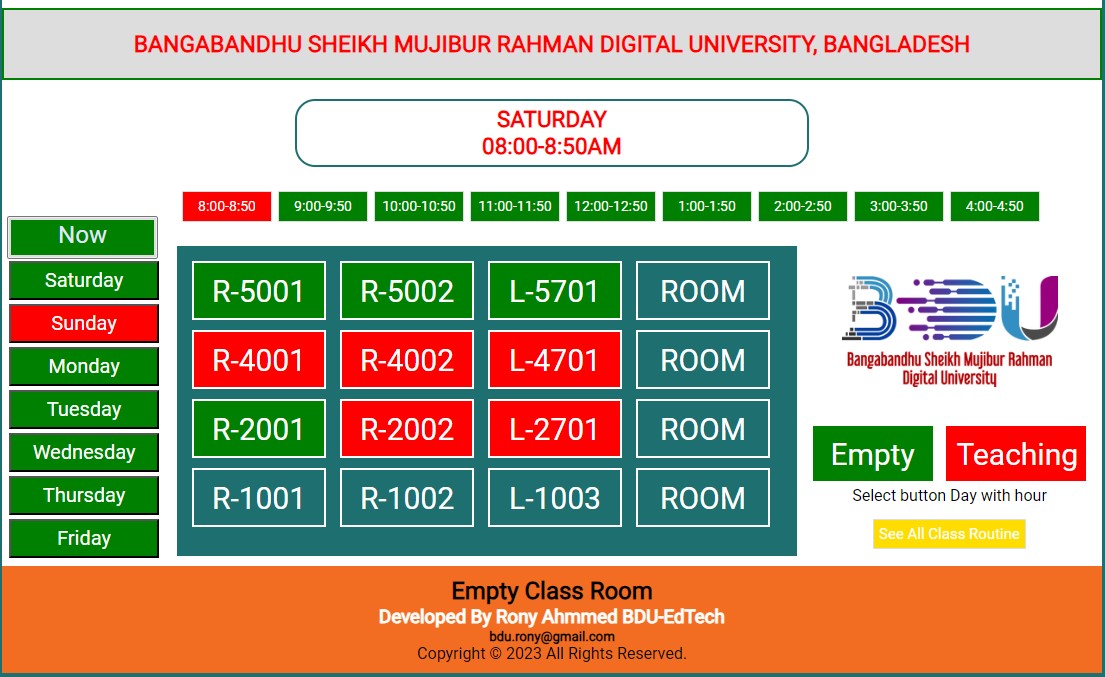 BANGABANDHU SHEIKH MUJIBUR RAHMAN DIGITAL UNIVERSITY, BANGLADESH
SATURDAY
08:00-8:50AM
8:00-8:50 9:00-9:50 10:00-10:50 11:00-11:50 12:00-12:50 1:00-1:50 2:00-2:50 3:00-3:50 4:00-4:50
Now
Saturday
Sunday
Monday
Tuesday
Wednesday
Thursday
Friday
R-5001 R-5002 L-5701 ROOM
R-4001 R-4002 L-4701 ROOM
R-2001 R-2002 L-2701 ROOM
R-1001 R-1002 L-1003 ROOM
BDU
Bangabandhu Sheikh Mujibur Rahman
Digital University
Empty Teaching
Select button Day with hour
See All Class Routine
Empty Class Room
Developed By Rony Ahmmed BDU-EdTech
bdu.rony@gmail.com
Copyright © 2023 All Rights Reserved.